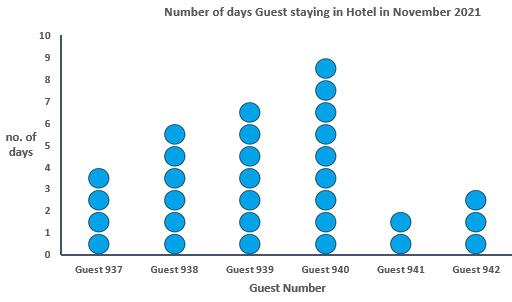 Number of days Guest staying in Hotel in November 2021
10
9
8
7
6
5
4
3
2
1
0
no. of
days
Guest 937 Guest 938 Guest 939 Guest 940 Guest 941 Guest 942
Guest Number